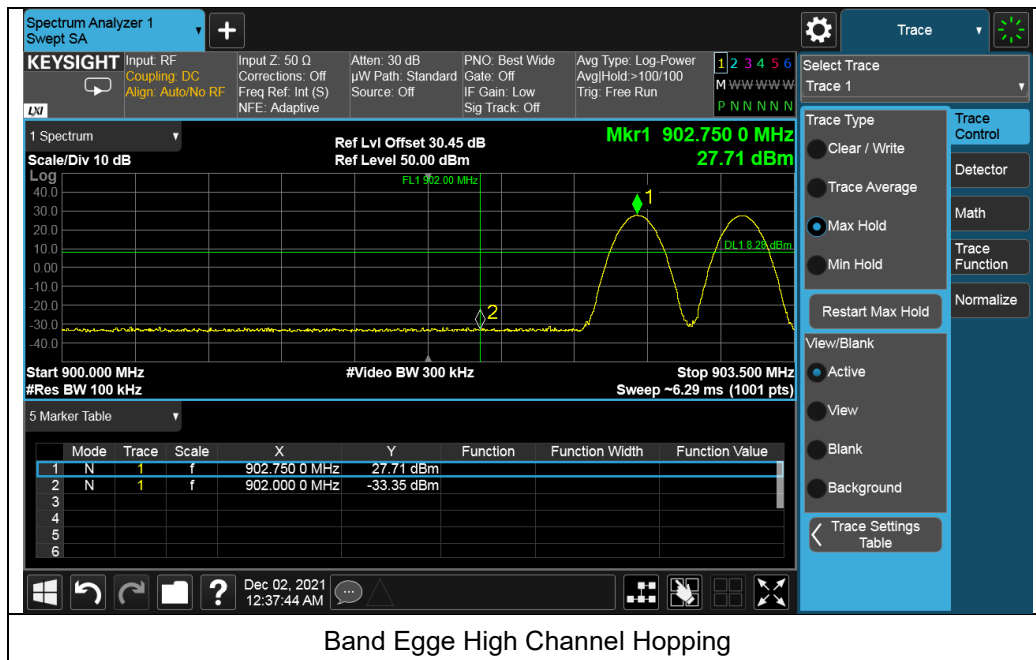 Spectrum Analyzer 1
Swept SA
+
Trace
KEYSIGHT
Input: RF
Coupling: DC
Align: Auto/No RF
Input Z: 50 Ω
Corrections: Off
Freq Ref: Int (S)
NFE: Adaptive
Atten: 30 dB
µW Path: Standard
Source: Off
PNO: Best Wide
Gate: Off
IF Gain: Low
Sig Track: Off
Avg Type: Log-Power
Avg|Hold:>100/100
Trig: Free Run
1 2 3 4 5 6
M W W W W W
P N N N N N
LXI
Select Trace
Trace 1
1 Spectrum
Scale/Div 10 dB
Ref Lvl Offset 30.45 dB
Ref Level 50.00 dBm
Mkr1 902.750 0 MHz
27.71 dBm
Log
FL1 902.00 MHz
40.0
30.0
20.0
10.0
0.00
-10.0
-20.0
-30.0
-40.0
1
DL1 8.28 dBm
2
Start 900.000 MHz
#Res BW 100 kHz
#Video BW 300 kHz
Stop 903.500 MHz
Sweep ~6.29 ms (1001 pts)
5 Marker Table
Mode Trace Scale X Y Function Function Width Function Value
1 N 1 f 902.750 0 MHz 27.71 dBm
2 N 1 f 902.000 0 MHz -33.35 dBm
3
4
5
6
Trace Type
Clear / Write
Trace Average
Max Hold
Min Hold
Restart Max Hold
View/Blank
Active
View
Blank
Background
Trace Settings
Table
Trace
Control
Detector
Math
Trace
Function
Normalize
?
Dec 02, 2021
12:37:44 AM
Band Egge High Channel Hopping